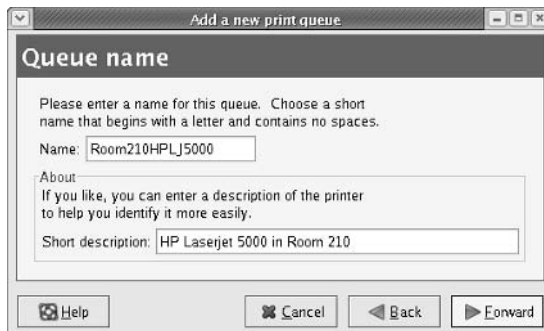 Add a new print queue
Queue name
Please enter a name for this queue. Choose a short
name that begins with a letter and contains no spaces.
Name: Room210HPLJ5000
About
If you like, you can enter a description of the printer
to help you identify it more easily.
Short description: HP Laserjet 5000 in Room 210
Help Cancel Back Forward